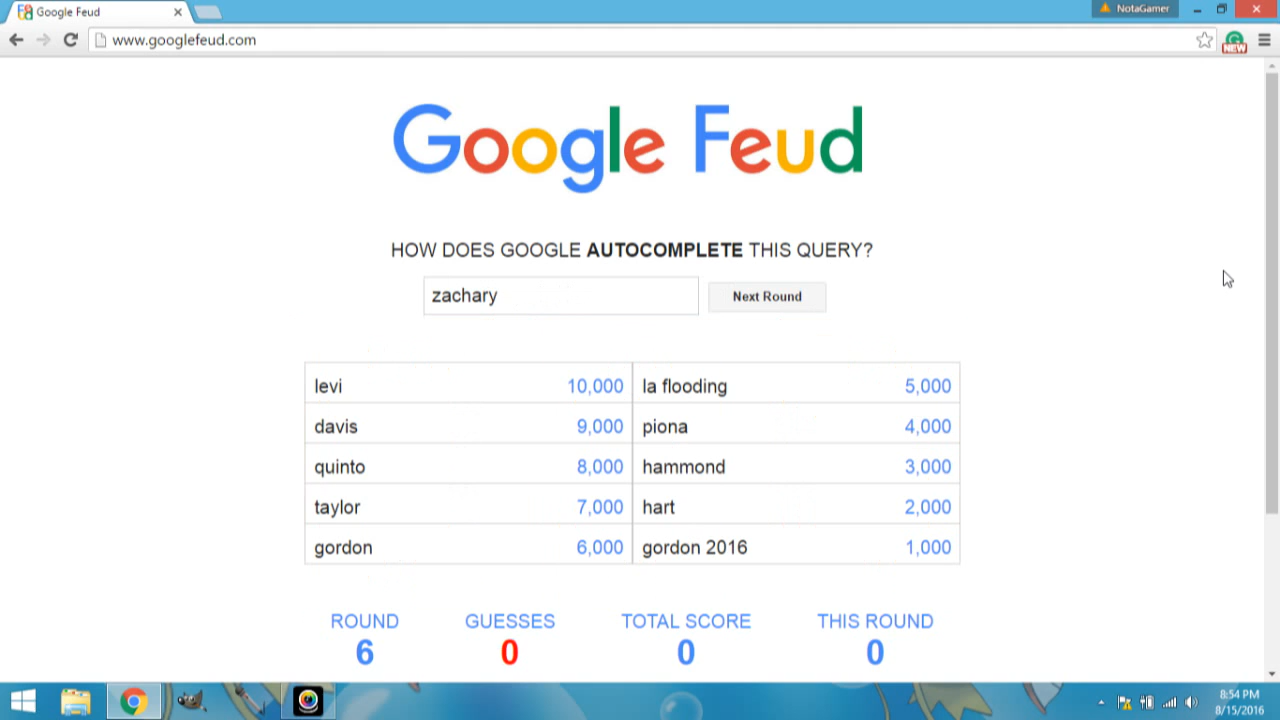 Google Feud
NotaGamer
www.googlefeud.com
NEW
Google Feud
HOW DOES GOOGLE AUTOCOMPLETE THIS QUERY?
zachary
Next Round
levi 10,000 la flooding 5,000
davis 9,000 piona 4,000
quinto 8,000 hammond 3,000
taylor 7,000 hart 2,000
gordon 6,000 gordon 2016 1,000
ROUND GUESSES TOTAL SCORE THIS ROUND
6 0 0 0
8:54 PM
8/15/2016